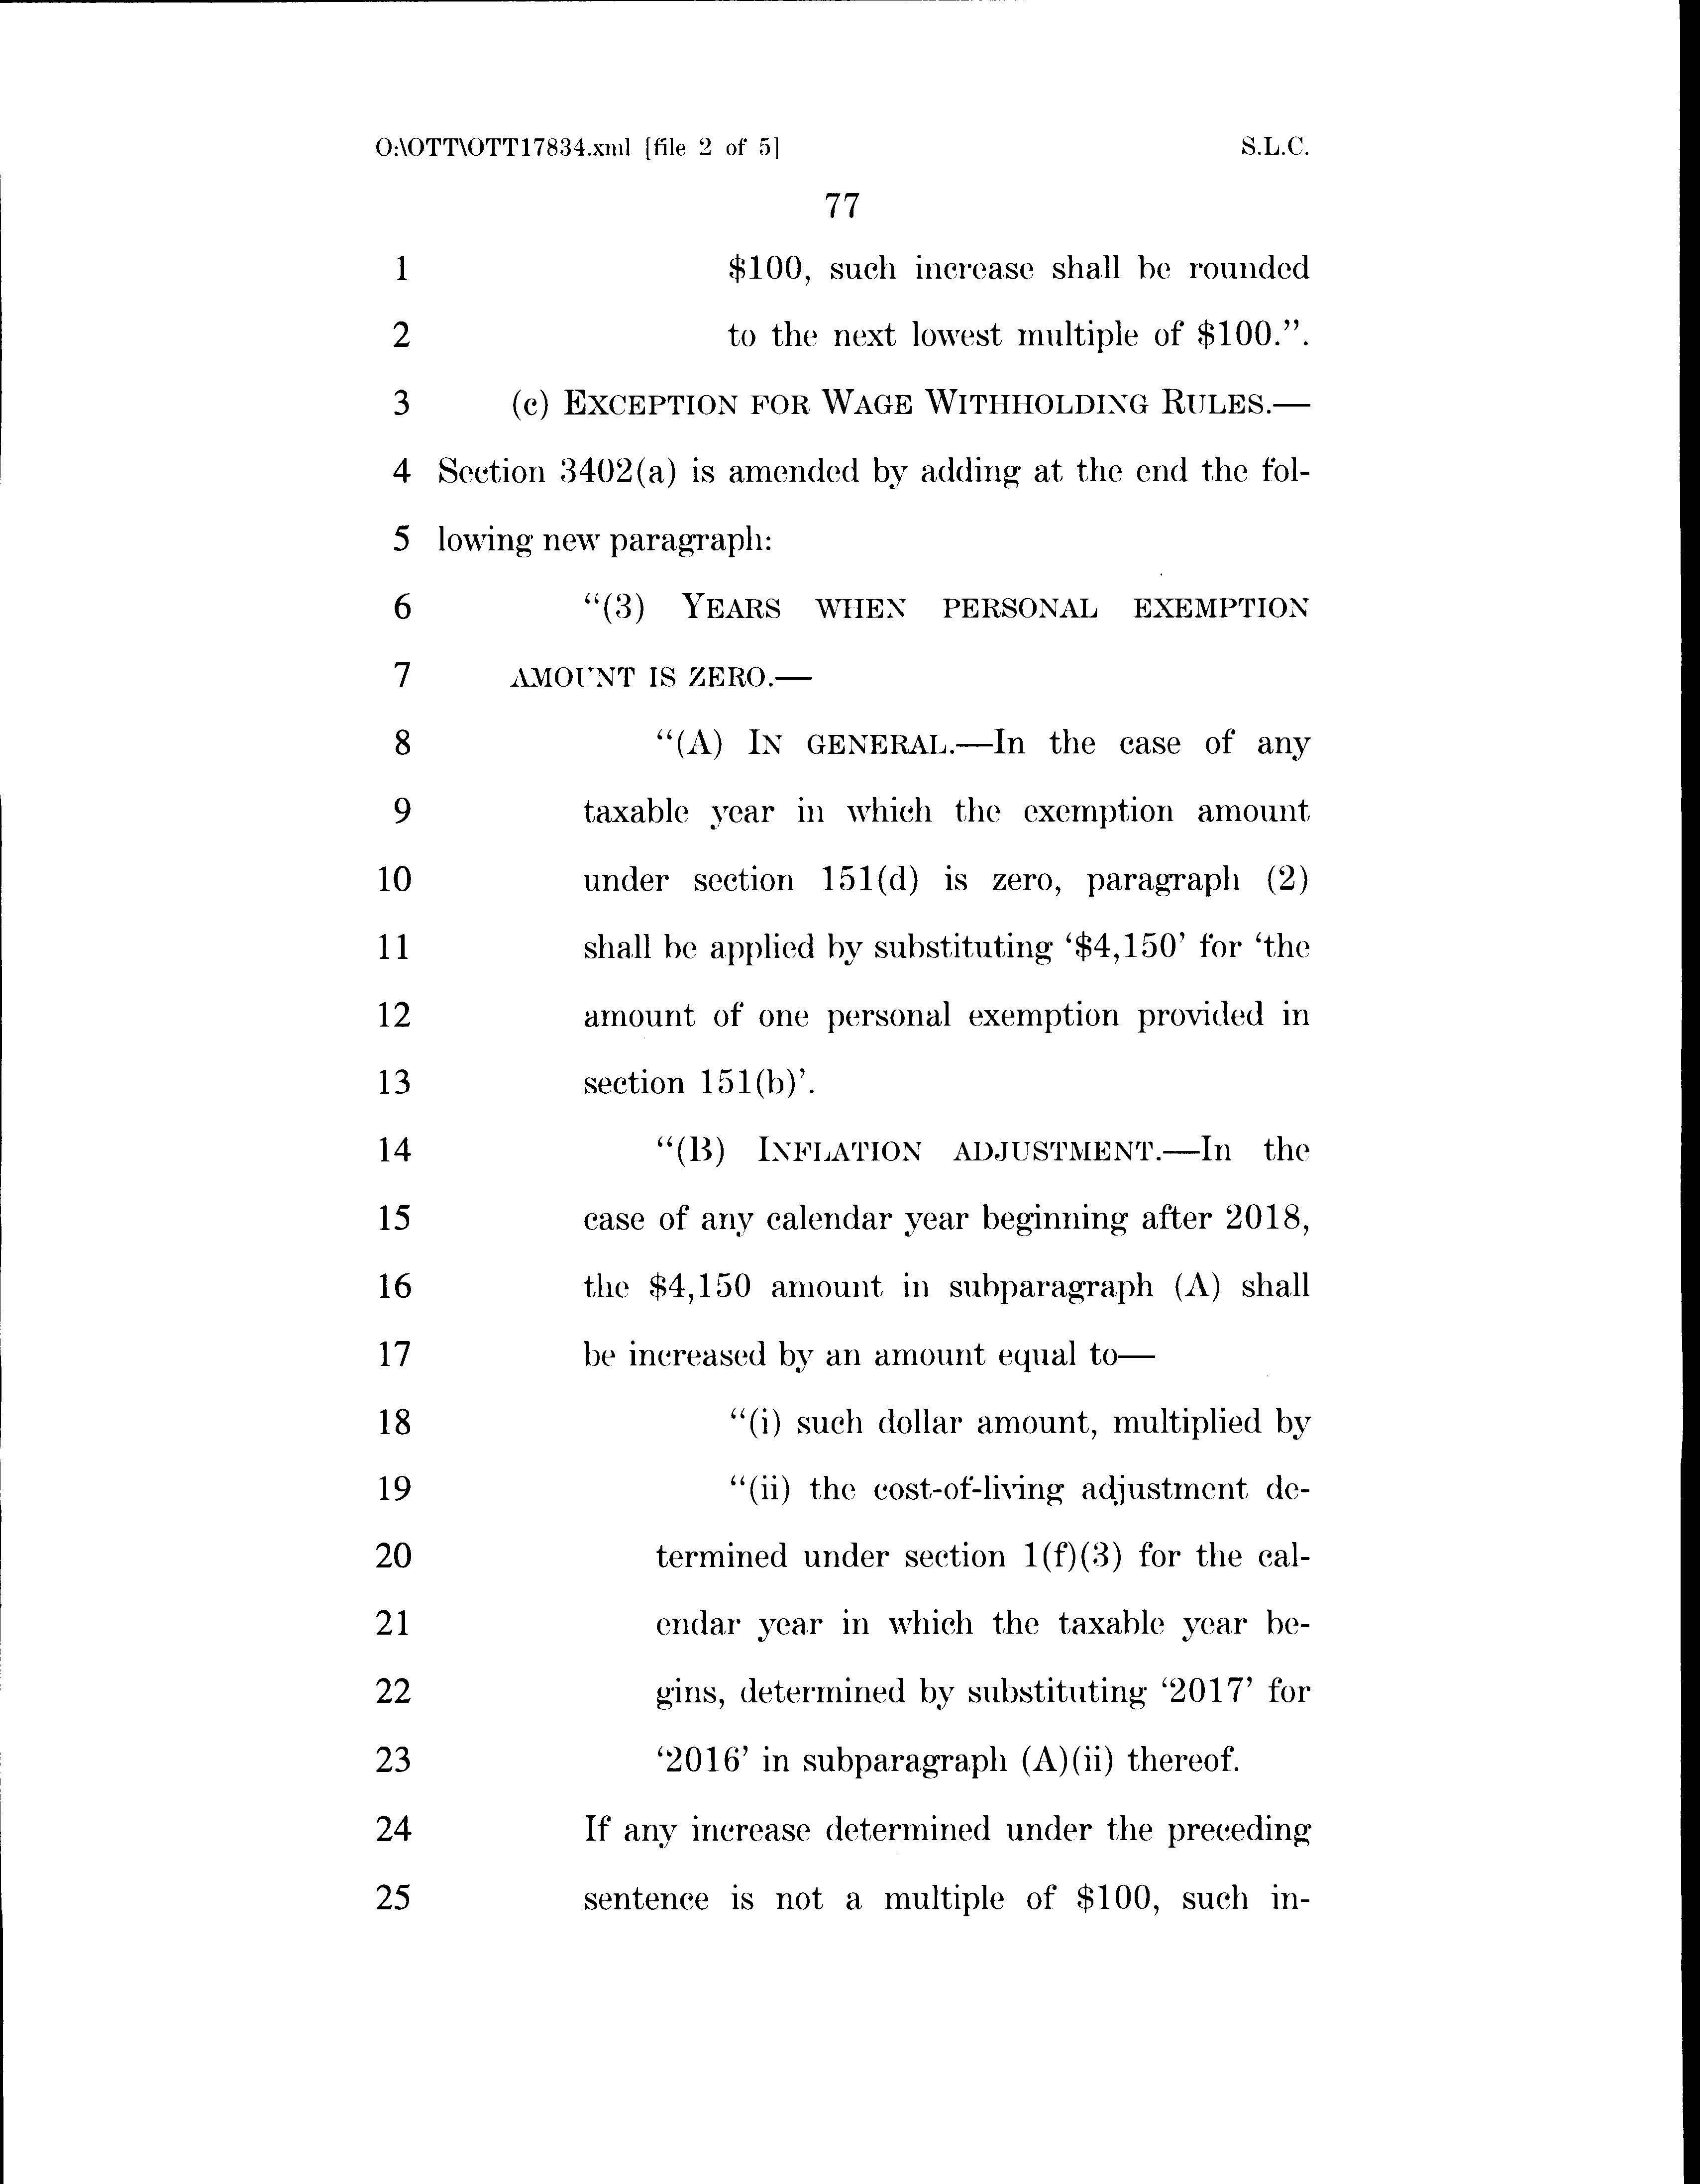 O:\OTT\OTT17834.xml [file 2 of 5] S.L.C.
77
1 $100, such increase shall be rounded
2 to the next lowest multiple of $100.”.
3 (c) EXCEPTION FOR WAGE WITHHOLDING RULES.—
4 Section 3402(a) is amended by adding at the end the fol-
5 lowing new paragraph:
6 “(3) YEARS WHEN PERSONAL EXEMPTION
7 AMOUNT IS ZERO.—
8 “(A) IN GENERAL.—In the case of any
9 taxable year in which the exemption amount
10 under section 151(d) is zero, paragraph (2)
11 shall be applied by substituting ‘$4,150’ for ‘the
12 amount of one personal exemption provided in
13 section 151(b)’.
14 “(B) INFLATION ADJUSTMENT.—In the
15 case of any calendar year beginning after 2018,
16 the $4,150 amount in subparagraph (A) shall
17 be increased by an amount equal to—
18 “(i) such dollar amount, multiplied by
19 “(ii) the cost-of-living adjustment de-
20 termined under section 1(f)(3) for the cal-
21 endar year in which the taxable year be-
22 gins, determined by substituting ‘2017’ for
23 ‘2016’ in subparagraph (A)(ii) thereof.
24 If any increase determined under the preceding
25 sentence is not a multiple of $100, such in-